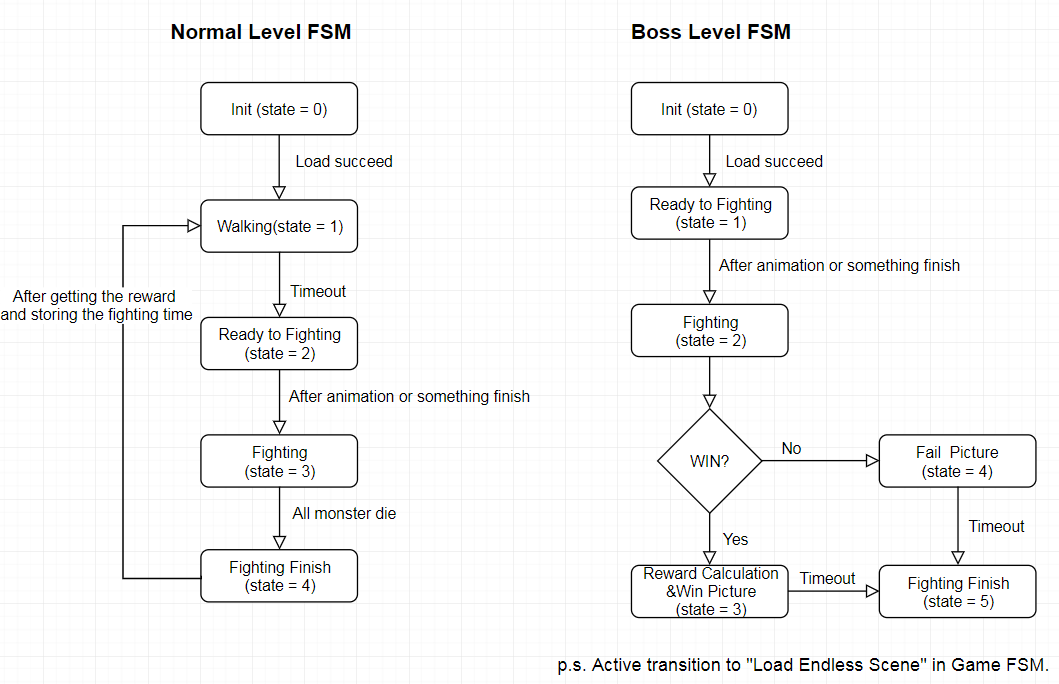 Normal Level FSM
Init (state = 0)
Load succeed
Walking(state = 1)
After getting the reward
and storing the fighting time
Timeout
Ready to Fighting
(state = 2)
After animation or something finish
Fighting
(state = 3)
All monster die
Fighting Finish
(state = 4)
Boss Level FSM
Init (state = 0)
Load succeed
Ready to Fighting
(state = 1)
After animation or something finish
Fighting
(state = 2)
WIN?
No
Fail Picture
(state = 4)
Timeout
Yes
Reward Calculation
&Win Picture
(state = 3)
Timeout
Fighting Finish
(state = 5)
p.s. Active transition to "Load Endless Scene" in Game FSM.